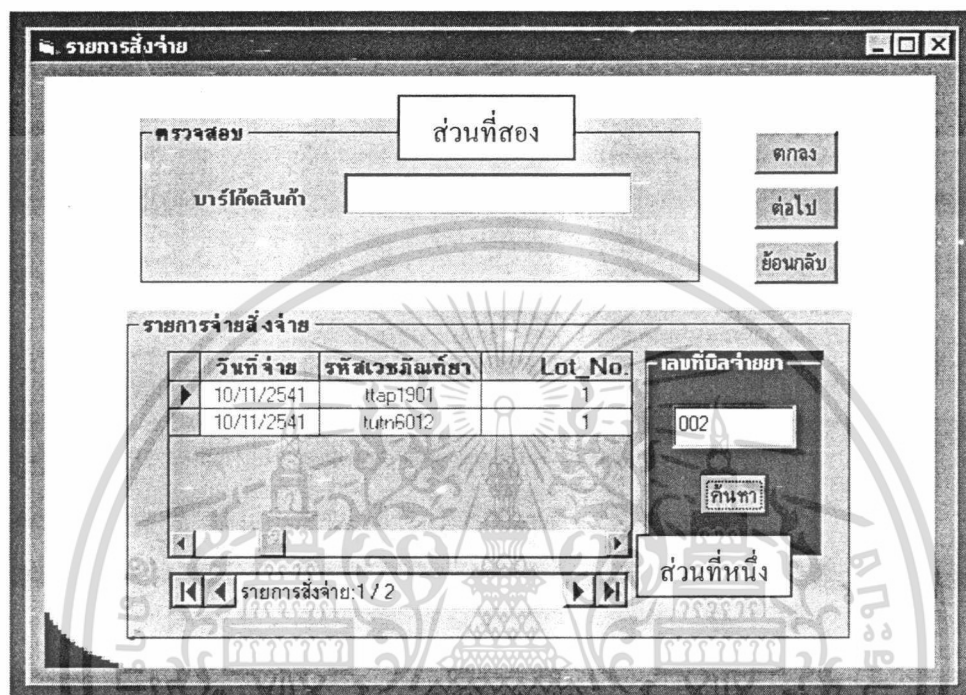 รายการสั่งจ่าย
ตรวจสอบ
ส่วนที่สอง
บาร์โค้ตสินค้า
ตกลง
ต่อไป
ย้อนกลับ
รายการจ่ายสั่งจ่าย
วันที่จ่าย รหัสเวชภัณฑ์ยา Lot_No.
10/11/2541 ttap1901 1
10/11/2541 tutn6012 1
เลขที่บิลจ่ายยา
002
ค้นหา
ส่วนที่หนึ่ง
รายการสั่งจ่าย:1 / 2